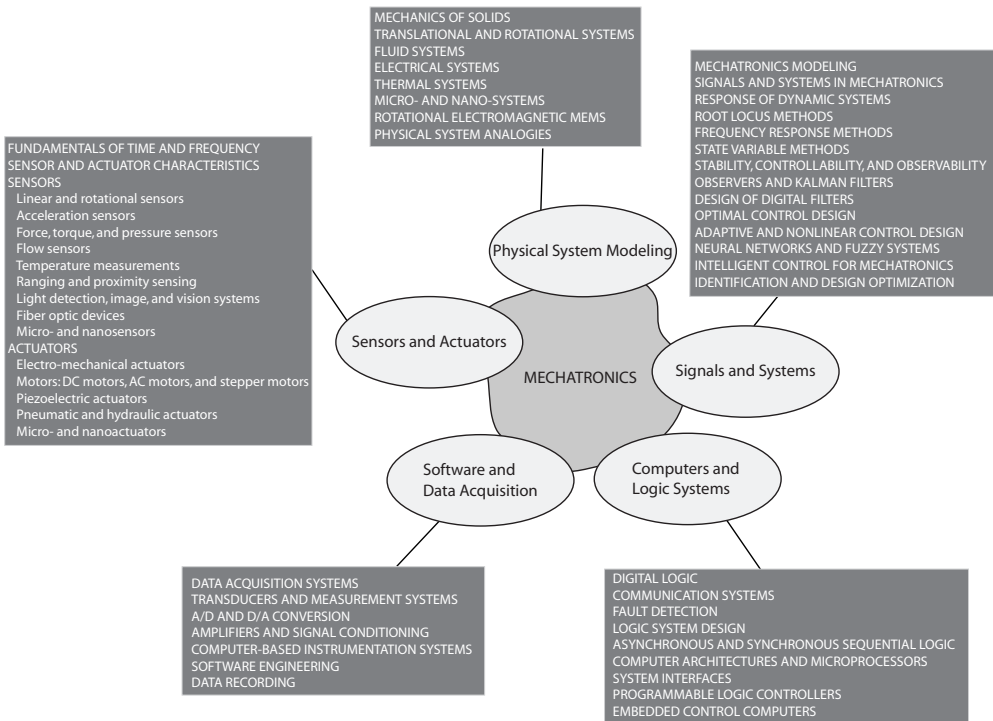 MECHANICS OF SOLIDS
TRANSLATIONAL AND ROTATIONAL SYSTEMS
FLUID SYSTEMS
ELECTRICAL SYSTEMS
THERMAL SYSTEMS
MICRO- AND NANO-SYSTEMS
ROTATIONAL ELECTROMAGNETIC MEMS
PHYSICAL SYSTEM ANALOGIES
MECHATRONICS MODELING
SIGNALS AND SYSTEMS IN MECHATRONICS
RESPONSE OF DYNAMIC SYSTEMS
ROOT LOCUS METHODS
FREQUENCY RESPONSE METHODS
STATE VARIABLE METHODS
STABILITY, CONTROLLABILITY, AND OBSERVABILITY
OBSERVERS AND KALMAN FILTERS
DESIGN OF DIGITAL FILTERS
OPTIMAL CONTROL DESIGN
ADAPTIVE AND NONLINEAR CONTROL DESIGN
NEURAL NETWORKS AND FUZZY SYSTEMS
INTELLIGENT CONTROL FOR MECHATRONICS
IDENTIFICATION AND DESIGN OPTIMIZATION
FUNDAMENTALS OF TIME AND FREQUENCY
SENSOR AND ACTUATOR CHARACTERISTICS
SENSORS
Linear and rotational sensors
Acceleration sensors
Force, torque, and pressure sensors
Flow sensors
Temperature measurements
Ranging and proximity sensing
Light detection, image, and vision systems
Fiber optic devices
Micro- and nanosensors
ACTUATORS
Electro-mechanical actuators
Motors: DC motors, AC motors, and stepper motors
Piezoelectric actuators
Pneumatic and hydraulic actuators
Micro- and nanoactuators
Physical System Modeling
Sensors and Actuators
MECHATRONICS
Signals and Systems
Software and
Data Acquisition
Computers and
Logic Systems
DATA ACQUISITION SYSTEMS
TRANSDUCERS AND MEASUREMENT SYSTEMS
A/D AND D/A CONVERSION
AMPLIFIERS AND SIGNAL CONDITIONING
COMPUTER-BASED INSTRUMENTATION SYSTEMS
SOFTWARE ENGINEERING
DATA RECORDING
DIGITAL LOGIC
COMMUNICATION SYSTEMS
FAULT DETECTION
LOGIC SYSTEM DESIGN
ASYNCHRONOUS AND SYNCHRONOUS SEQUENTIAL LOGIC
COMPUTER ARCHITECTURES AND MICROPROCESSORS
SYSTEM INTERFACES
PROGRAMMABLE LOGIC CONTROLLERS
EMBEDDED CONTROL COMPUTERS